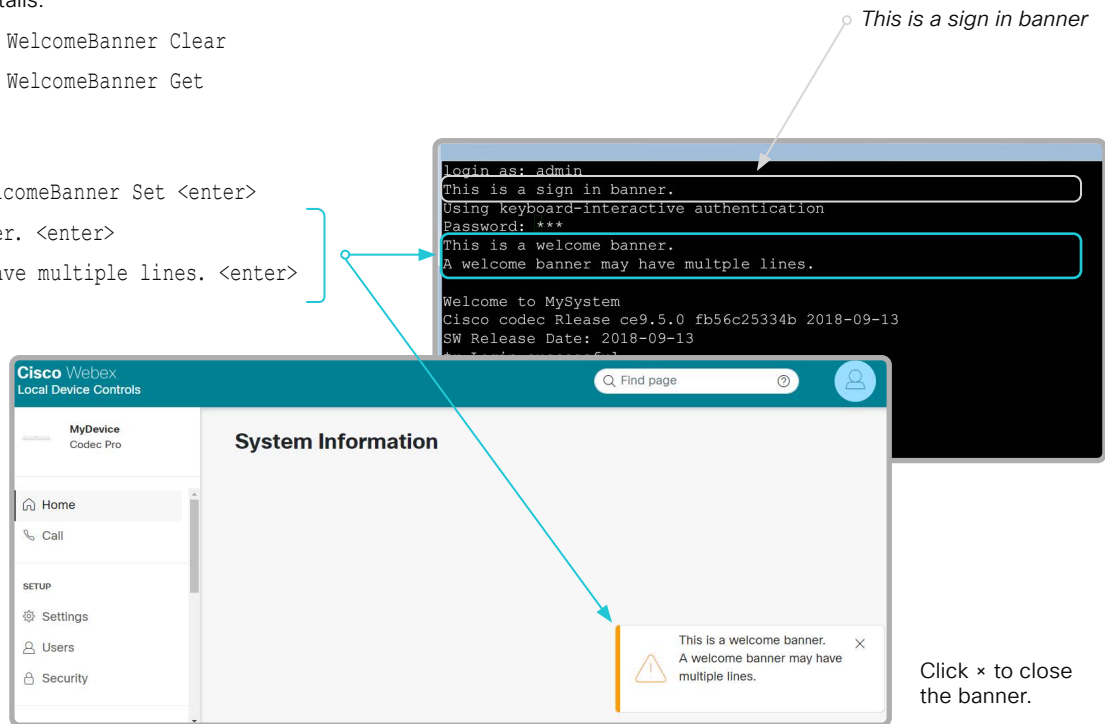 This is a sign in banner
WelcomeBanner Clear
WelcomeBanner Get
comeBanner Set <enter>
er. <enter>
ave multiple lines. <enter>
login as: admin
This is a sign in banner.
Using keyboard-interactive authentication
Password: ***
This is a welcome banner.
A welcome banner may have multple lines.
Welcome to MySystem
Cisco codec Rlease ce9.5.0 fb56c25334b 2018-09-13
SW Release Date: 2018-09-13
Cisco Webex
Local Device Controls
Find page
MyDevice
Codec Pro
System Information
Home
Call
SETUP
Settings
Users
Security
This is a welcome banner.
A welcome banner may have
multiple lines.
Click × to close
the banner.